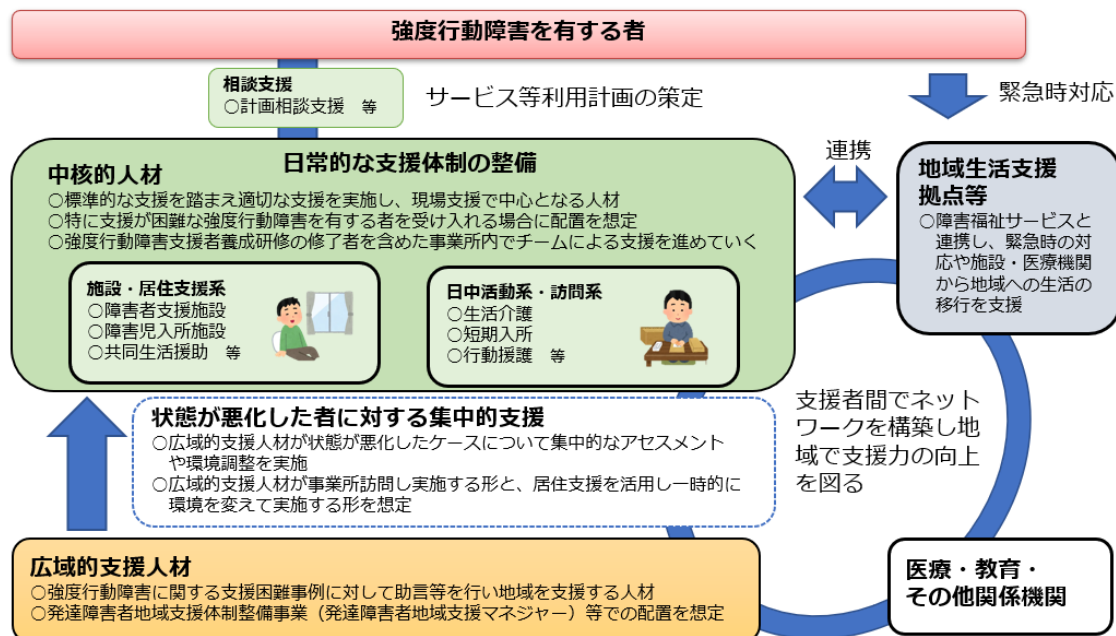 強度行動障害を有する者
相談支援
○計画相談支援　等
サービス等利用計画の策定
緊急時対応
日常的な支援体制の整備
中核的人材
○標準的な支援を踏まえ適切な支援を実施し、現場支援で中心となる人材
○特に支援が困難な強度行動障害を有する者を受け入れる場合に配置を想定
○強度行動障害支援者養成研修の修了者を含めた事業所内でチームによる支援を進めていく
施設・居住支援系
○障害者支援施設
○障害児入所施設
○共同生活援助　等
日中活動系・訪問系
○生活介護
○短期入所
○行動援護　等
連携
地域生活支援
拠点等
○障害福祉サービスと
連携し、緊急時の対
応や施設・医療機関
から地域への生活の
移行を支援
状態が悪化した者に対する集中的支援
○広域的支援人材が状態が悪化したケースについて集中的なアセスメント
や環境調整を実施
○広域的支援人材が事業所訪問し実施する形と、居住支援を活用し一時的に
環境を変えて実施する形を想定
支援者間でネット
ワークを構築し地
域で支援力の向上
を図る
広域的支援人材
○強度行動障害に関する支援困難事例に対して助言等を行い地域を支援する人材
○発達障害者地域支援体制整備事業（発達障害者地域支援マネジャー）等での配置を想定
医療・教育・
その他関係機関